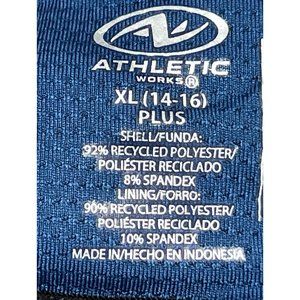 ATHLETIC
WORKS®
XL (14-16)
PLUS
SHELL/FUNDA:
92% RECYCLED POLYESTER/
POLIÉSTER RECICLADO
8% SPANDEX
LINING/FORRO:
90% RECYCLED POLYESTER/
POLIÉSTER RECICLADO
10% SPANDEX
MADE IN/HECHO EN INDONESIA